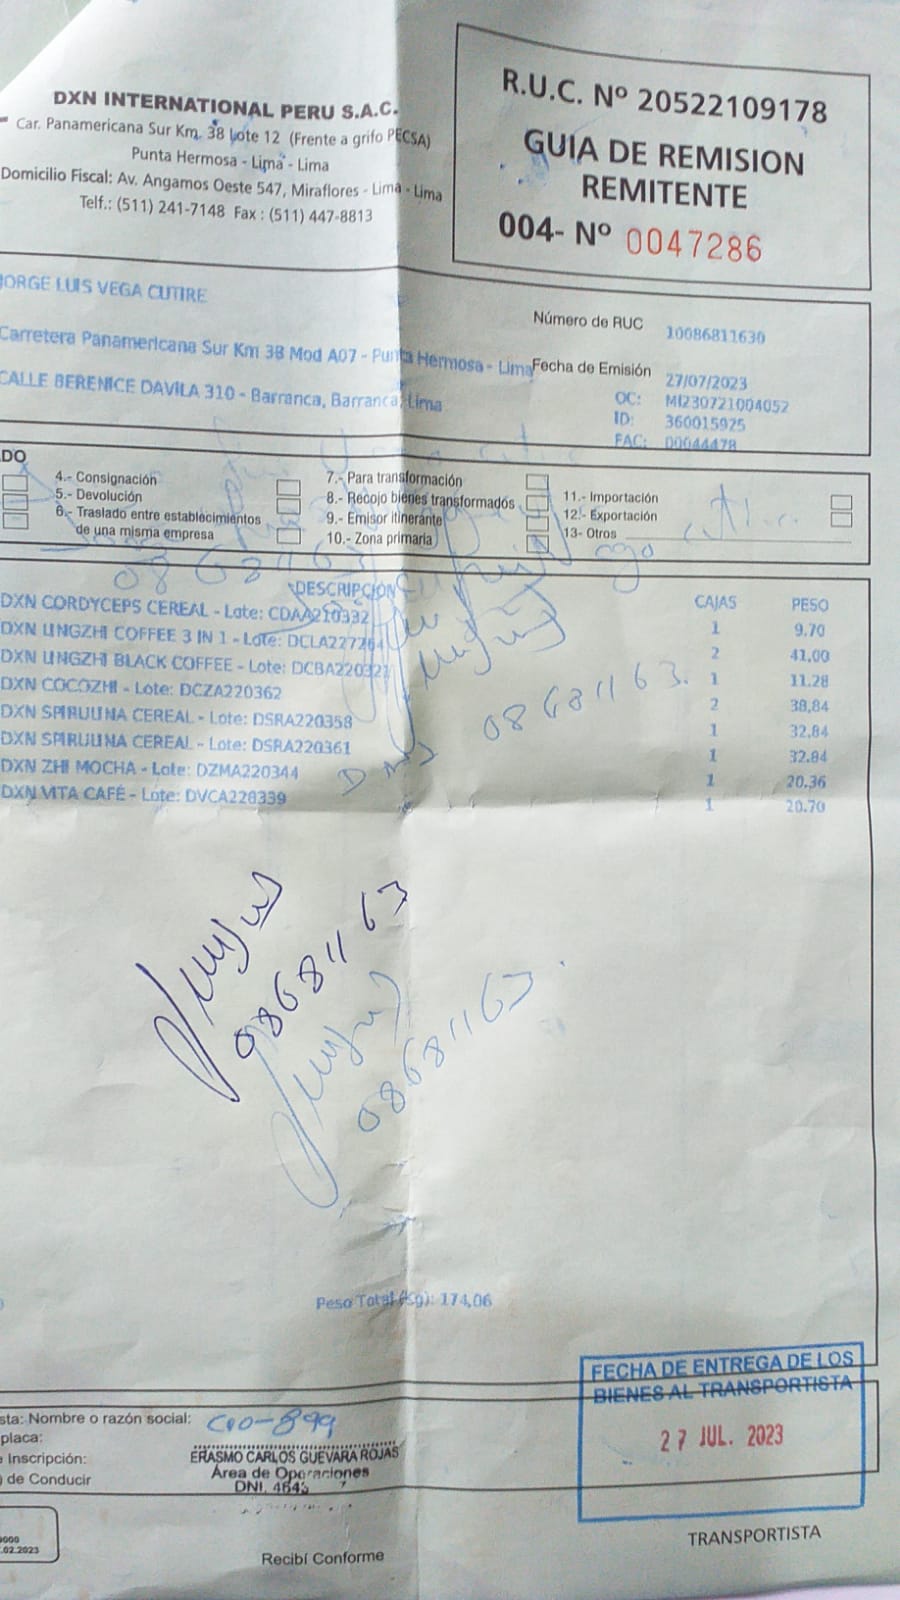 DXN INTERNATIONAL PERU S.A.C.
Car. Panamericana Sur Km. 38 Lote 12 (Frente a grifo PECSA)
Punta Hermosa - Lima - Lima
Domicilio Fiscal: Av. Angamos Oeste 547, Miraflores - Lima - Lima
Telf.: (511) 241-7148 Fax : (511) 447-8813
R.U.C. Nº 20522109178
GUIA DE REMISION
REMITENTE
004- Nº 0047286
JORGE LUIS VEGA CUTIRE
Número de RUC 10086811630
Carretera Panamericana Sur Km 38 Mod A07 - Punta Hermosa - Lima
Fecha de Emisión 27/07/2023
CALLE BERENICE DAVILA 310 - Barranca, Barranca, Lima
OC: MI230721004052
ID: 360015925
FAC: 00044478
DO
4.- Consignación
5.- Devolución
6.- Traslado entre establecimientos
de una misma empresa
7.- Para transformación
8.- Recojo bienes transformados
9.- Emisor itinerante
10.- Zona primaria
11.- Importación
12.- Exportación
13- Otros
08681163
DESCRIPCION CAJAS PESO
DXN CORDYCEPS CEREAL - Lote: CDAA210332 1 9.70
DXN LINGZHI COFFEE 3 IN 1 - Lote: DCLA227264 2 41.00
DXN LINGZHI BLACK COFFEE - Lote: DCBA220321 1 11.28
DXN COCOZHI - Lote: DCZA220362 2 38,84
DXN SPIRULINA CEREAL - Lote: DSRA220358 1 32,84
DXN SPIRULINA CEREAL - Lote: DSRA220361 1 32.84
DXN ZHI MOCHA - Lote: DZMA220344 1 20,36
DXN VITA CAFÉ - Lote: DVCA220339 1 20.70
08681163.
08681163
08681163.
Peso Total (kg): 174,06
FECHA DE ENTREGA DE LOS
BIENES AL TRANSPORTISTA
27 JUL. 2023
sta: Nombre o razón social:
placa:
Inscripción:
de Conducir
ERASMO CARLOS GUEVARA ROJAS
Área de Operaciones
DNI. 4643
.02.2023
Recibí Conforme
TRANSPORTISTA